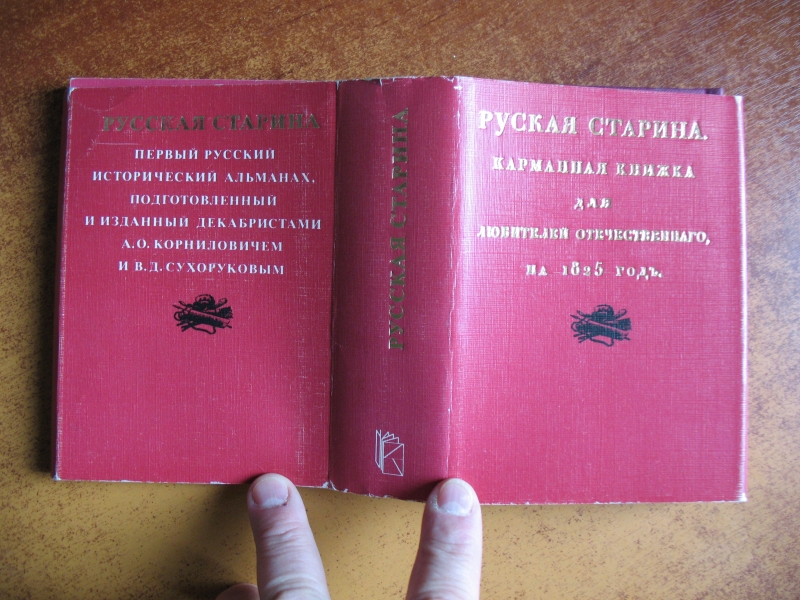 РУССКАЯ СТАРИНА
ПЕРВЫЙ РУССКИЙ
ИСТОРИЧЕСКИЙ АЛЬМАНАХ,
ПОДГОТОВЛЕННЫЙ
И ИЗДАННЫЙ ДЕКАБРИСТАМИ
А.О. КОРНИЛОВИЧЕМ
И В.Д. СУХОРУКОВЫМ
РУССКАЯ СТАРИНА
РУСКАЯ СТАРИНА.
КАРМАННАЯ КНИЖКА
ДЛЯ
ЛЮБИТЕЛЕЙ ОТЕЧЕСТВЕННАГО,
НА 1825 ГОДЪ.